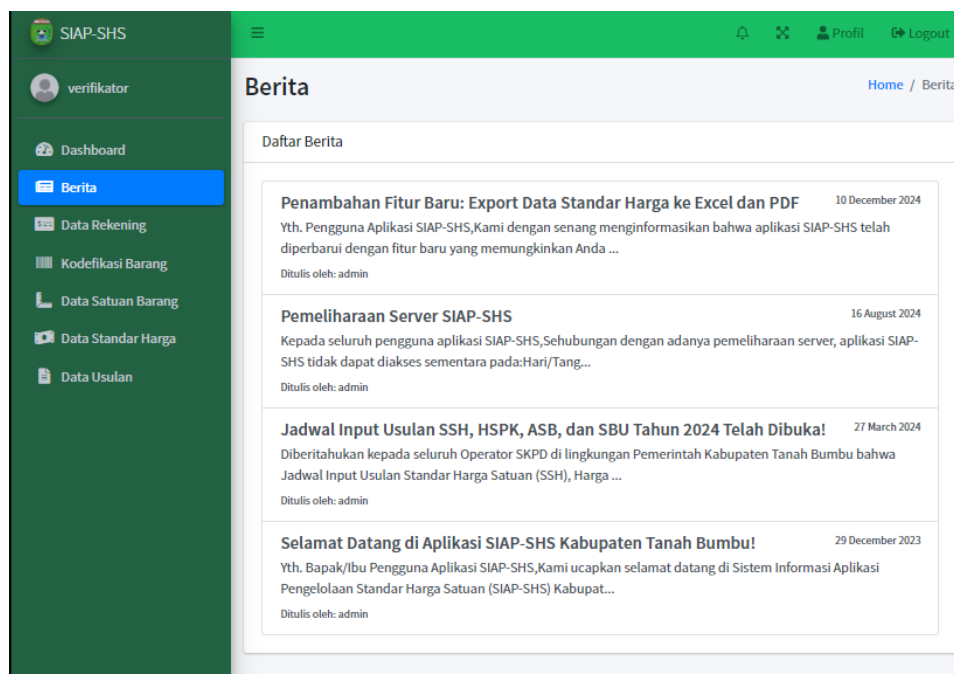 SIAP-SHS
Profil
Logout
verifikator
Berita
Home / Berita
Dashboard
Berita
Data Rekening
Kodefikasi Barang
Data Satuan Barang
Data Standar Harga
Data Usulan
Daftar Berita
Penambahan Fitur Baru: Export Data Standar Harga ke Excel dan PDF
10 December 2024
Yth. Pengguna Aplikasi SIAP-SHS,Kami dengan senang menginformasikan bahwa aplikasi SIAP-SHS telah
diperbarui dengan fitur baru yang memungkinkan Anda ...
Ditulis oleh: admin
Pemeliharaan Server SIAP-SHS
16 August 2024
Kepada seluruh pengguna aplikasi SIAP-SHS,Sehubungan dengan adanya pemeliharaan server, aplikasi SIAP-
SHS tidak dapat diakses sementara pada:Hari/Tang...
Ditulis oleh: admin
Jadwal Input Usulan SSH, HSPK, ASB, dan SBU Tahun 2024 Telah Dibuka!
27 March 2024
Diberitahukan kepada seluruh Operator SKPD di lingkungan Pemerintah Kabupaten Tanah Bumbu bahwa
Jadwal Input Usulan Standar Harga Satuan (SSH), Harga ...
Ditulis oleh: admin
Selamat Datang di Aplikasi SIAP-SHS Kabupaten Tanah Bumbu!
29 December 2023
Yth. Bapak/Ibu Pengguna Aplikasi SIAP-SHS,Kami ucapkan selamat datang di Sistem Informasi Aplikasi
Pengelolaan Standar Harga Satuan (SIAP-SHS) Kabupat...
Ditulis oleh: admin